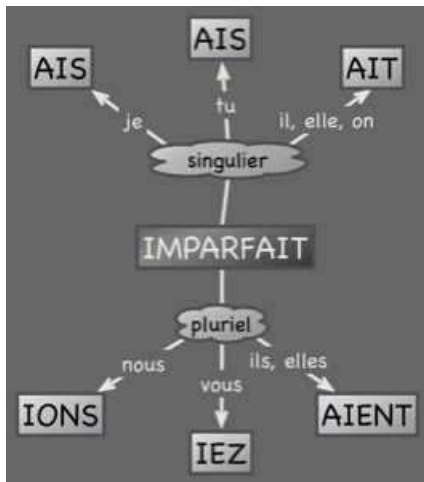 AIS
AIS
AIT
je
tu
il, elle, on
singulier
IMPARFAIT
pluriel
nous
vous
ils, elles
IONS
IEZ
AIENT